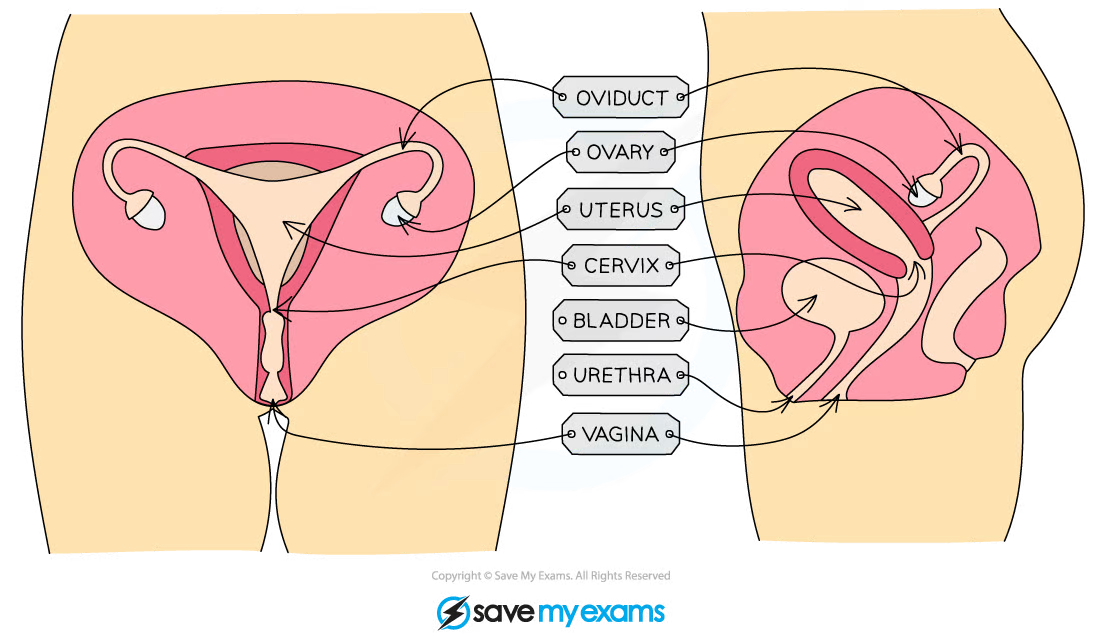 OVIDUCT
OVARY
UTERUS
CERVIX
BLADDER
URETHRA
VAGINA
Copyright © Save My Exams. All Rights Reserved
save my exams